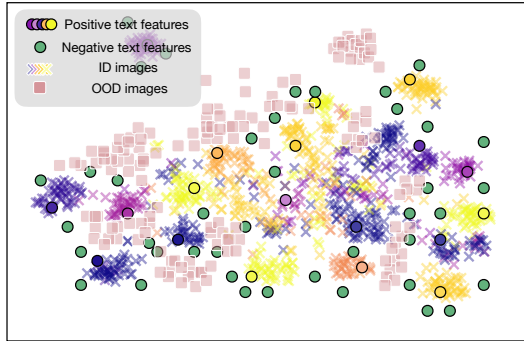 Positive text features
Negative text features
ID images
OOD images